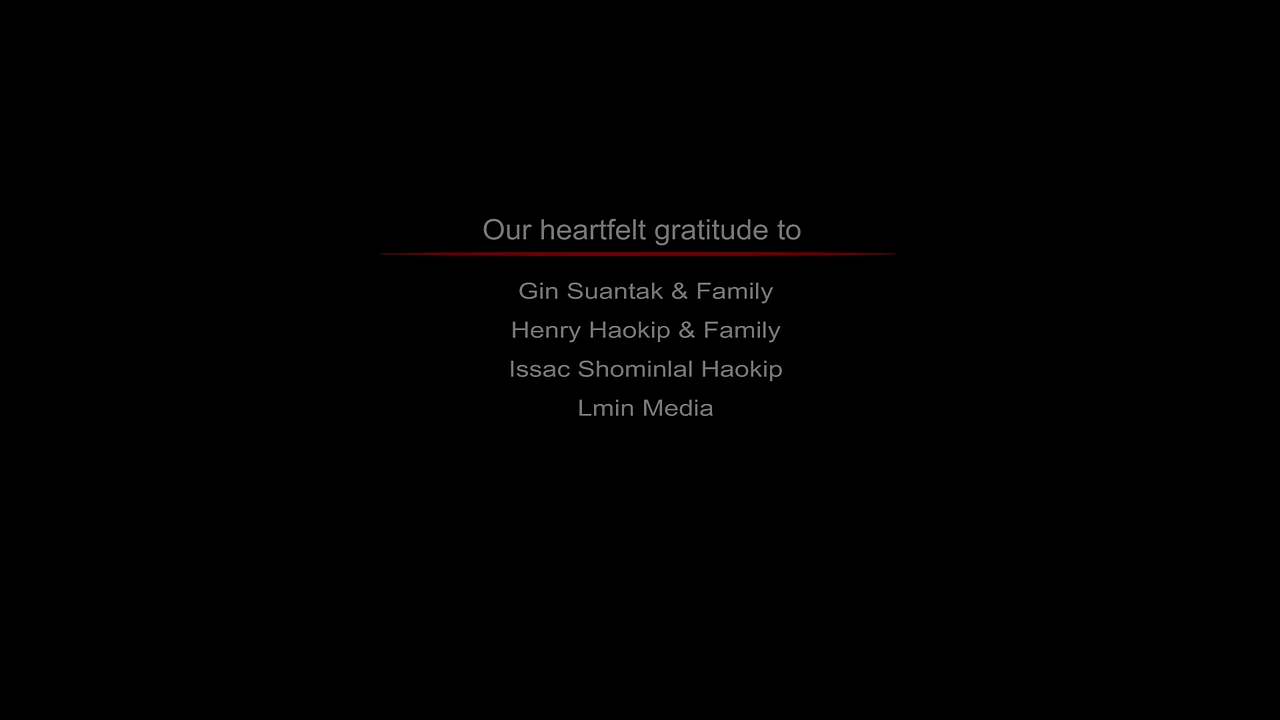 Our heartfelt gratitude to
Gin Suantak & Family
Henry Haokip & Family
Issac Shominlal Haokip
Lmin Media